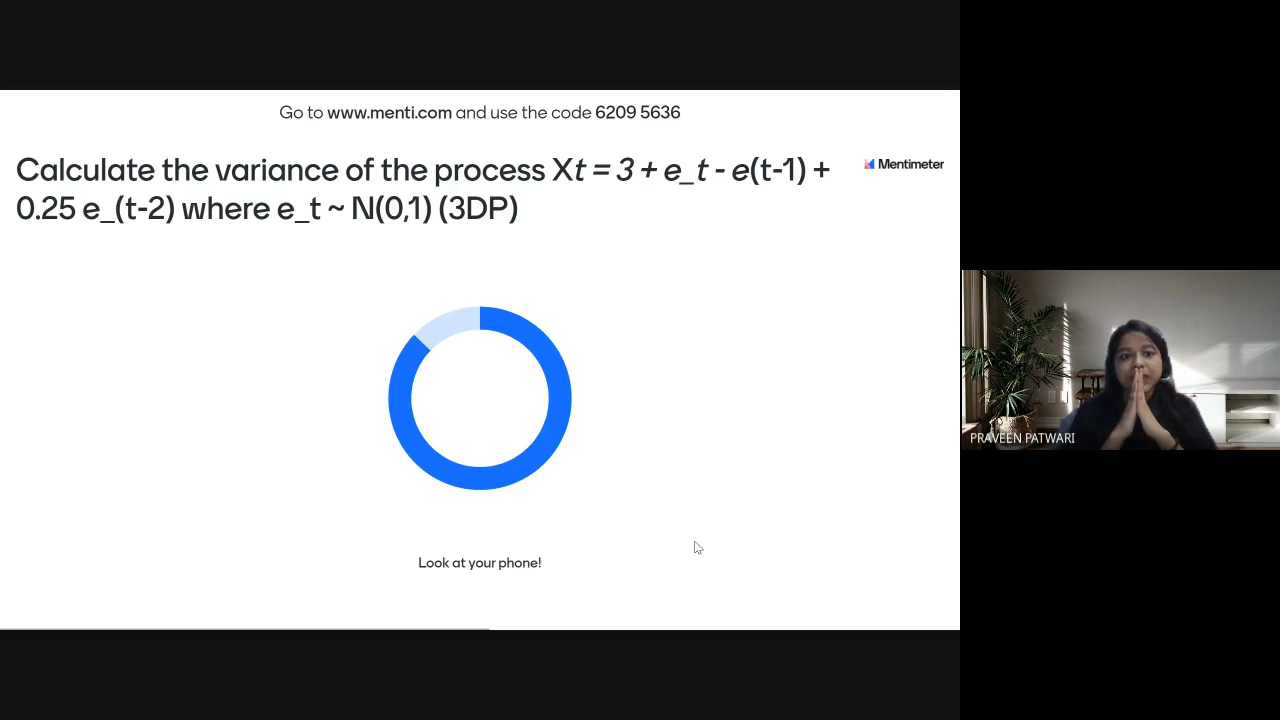 Go to www.menti.com and use the code 6209 5636
Calculate the variance of the process Xt = 3 + e_t - e(t-1) +
0.25 e_(t-2) where e_t ~ N(0,1) (3DP)
Mentimeter
Look at your phone!
PRAVEEN PATWARI